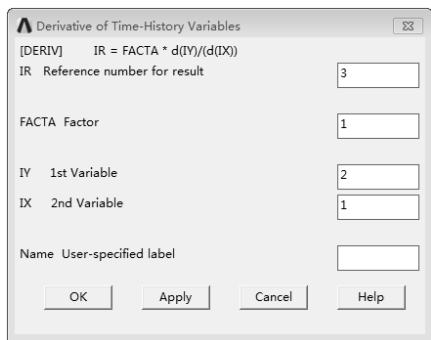 Derivative of Time-History Variables
[DERIV] IR = FACTA * d(IY)/(d(IX))
IR Reference number for result 3
FACTA Factor 1
IY 1st Variable 2
IX 2nd Variable 1
Name User-specified label
OK Apply Cancel Help